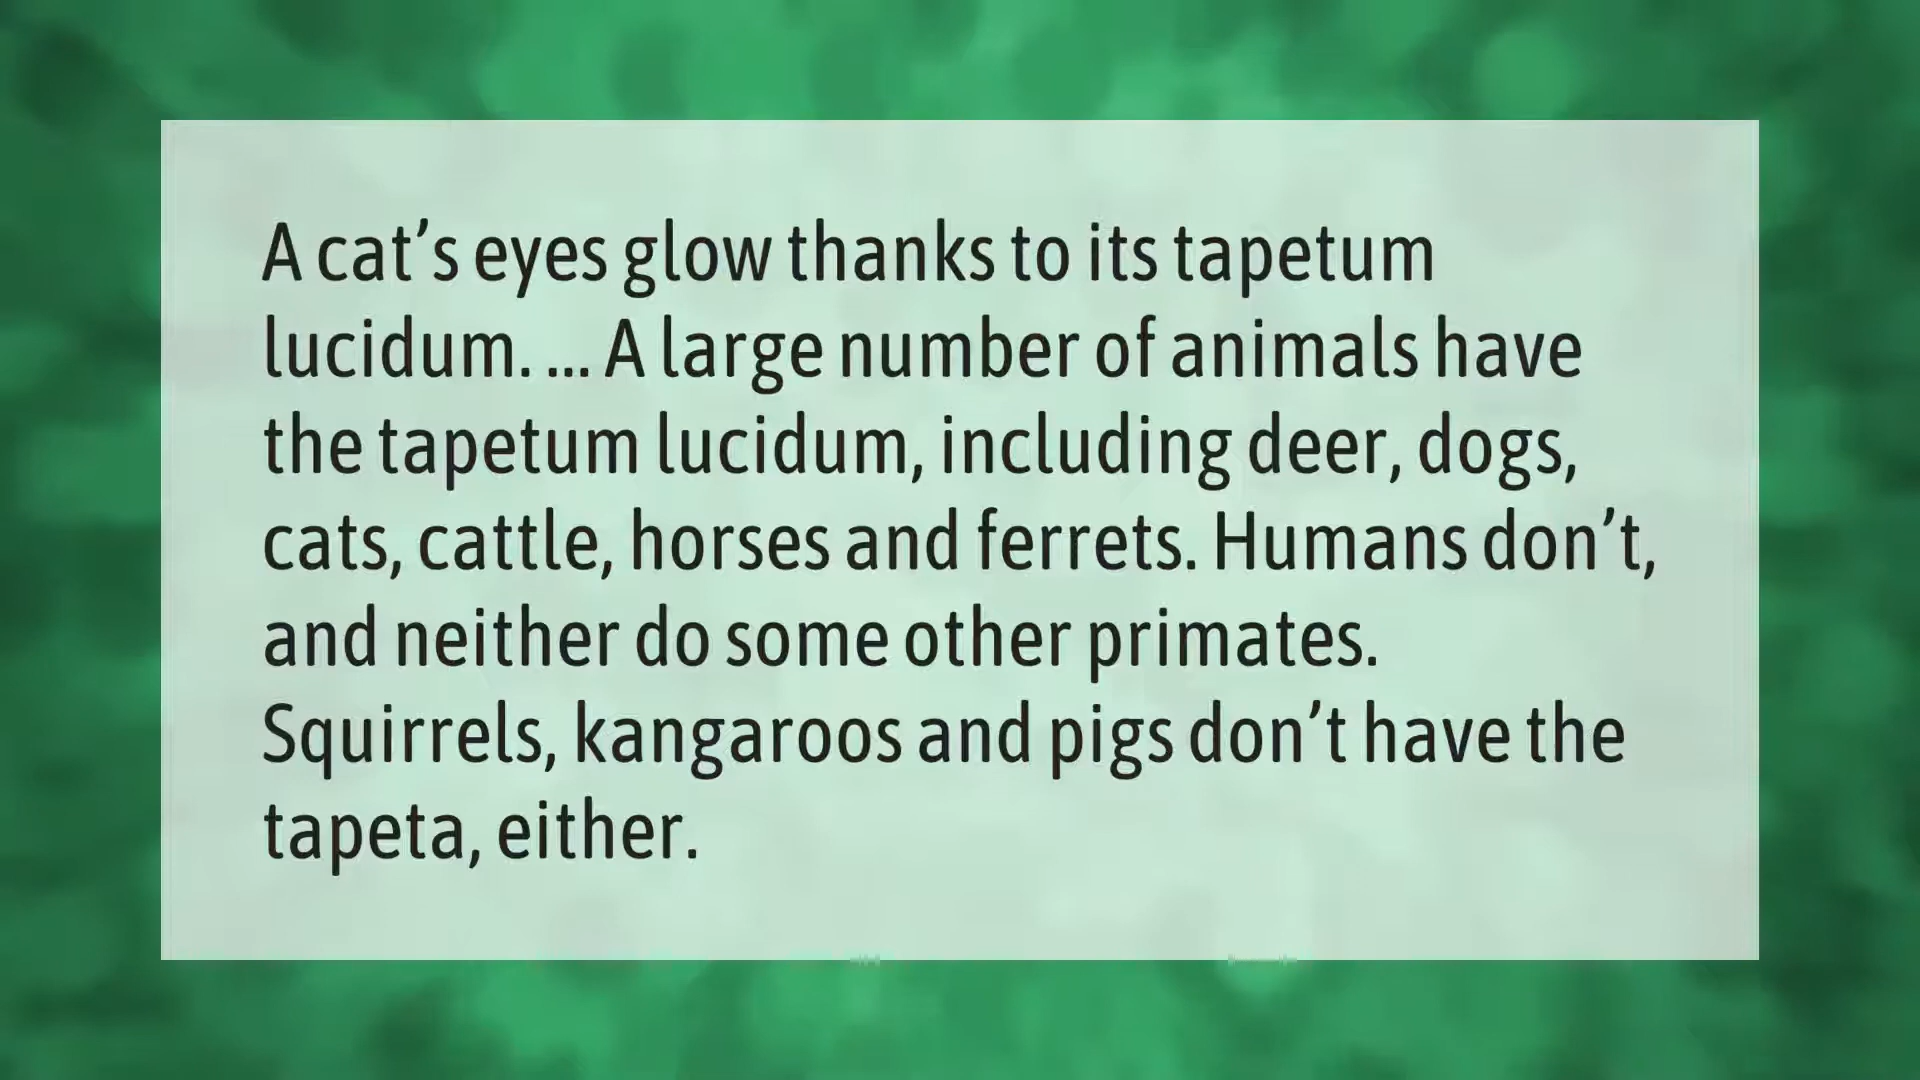 A cat’s eyes glow thanks to its tapetum
lucidum. ... A large number of animals have
the tapetum lucidum, including deer, dogs,
cats, cattle, horses and ferrets. Humans don’t,
and neither do some other primates.
Squirrels, kangaroos and pigs don’t have the
tapeta, either.